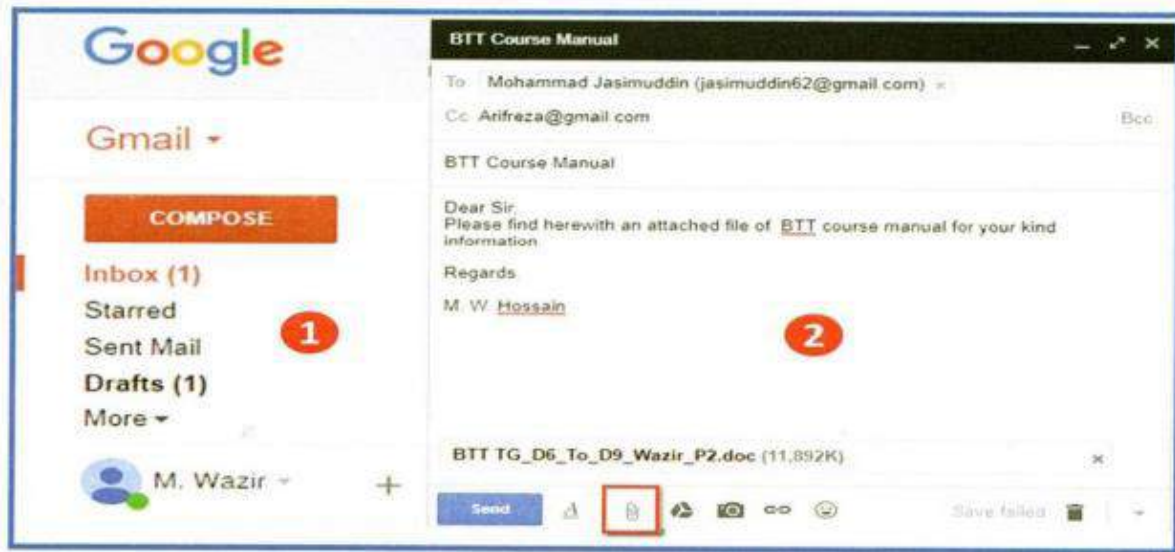 Google
Gmail
COMPOSE
Inbox (1)
Starred
Sent Mail
Drafts (1)
More
M. Wazir
+
1
BTT Course Manual
To Mohammad Jasimuddin (jasimuddin62@gmail.com) ×
Cc Arifreza@gmail.com Bcc
BTT Course Manual
Dear Sir,
Please find herewith an attached file of BTT course manual for your kind
information
Regards
M. W. Hossain
2
BTT TG_D6_To_D9_Wazir_P2.doc (11,892K) ×
Send A Save failed